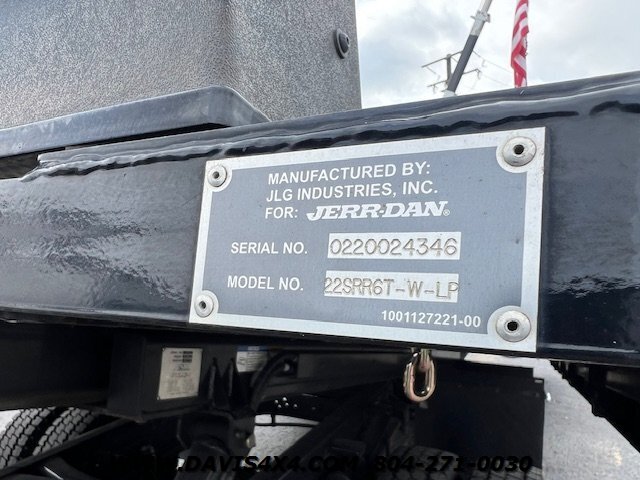 MANUFACTURED BY:
JLG INDUSTRIES, INC.
FOR: JERR-DAN®
SERIAL NO. 0220024346
MODEL NO. 22SRR6T-W-LP
1001127221-00
©-DAVIS4X4.COM 804-271-0030